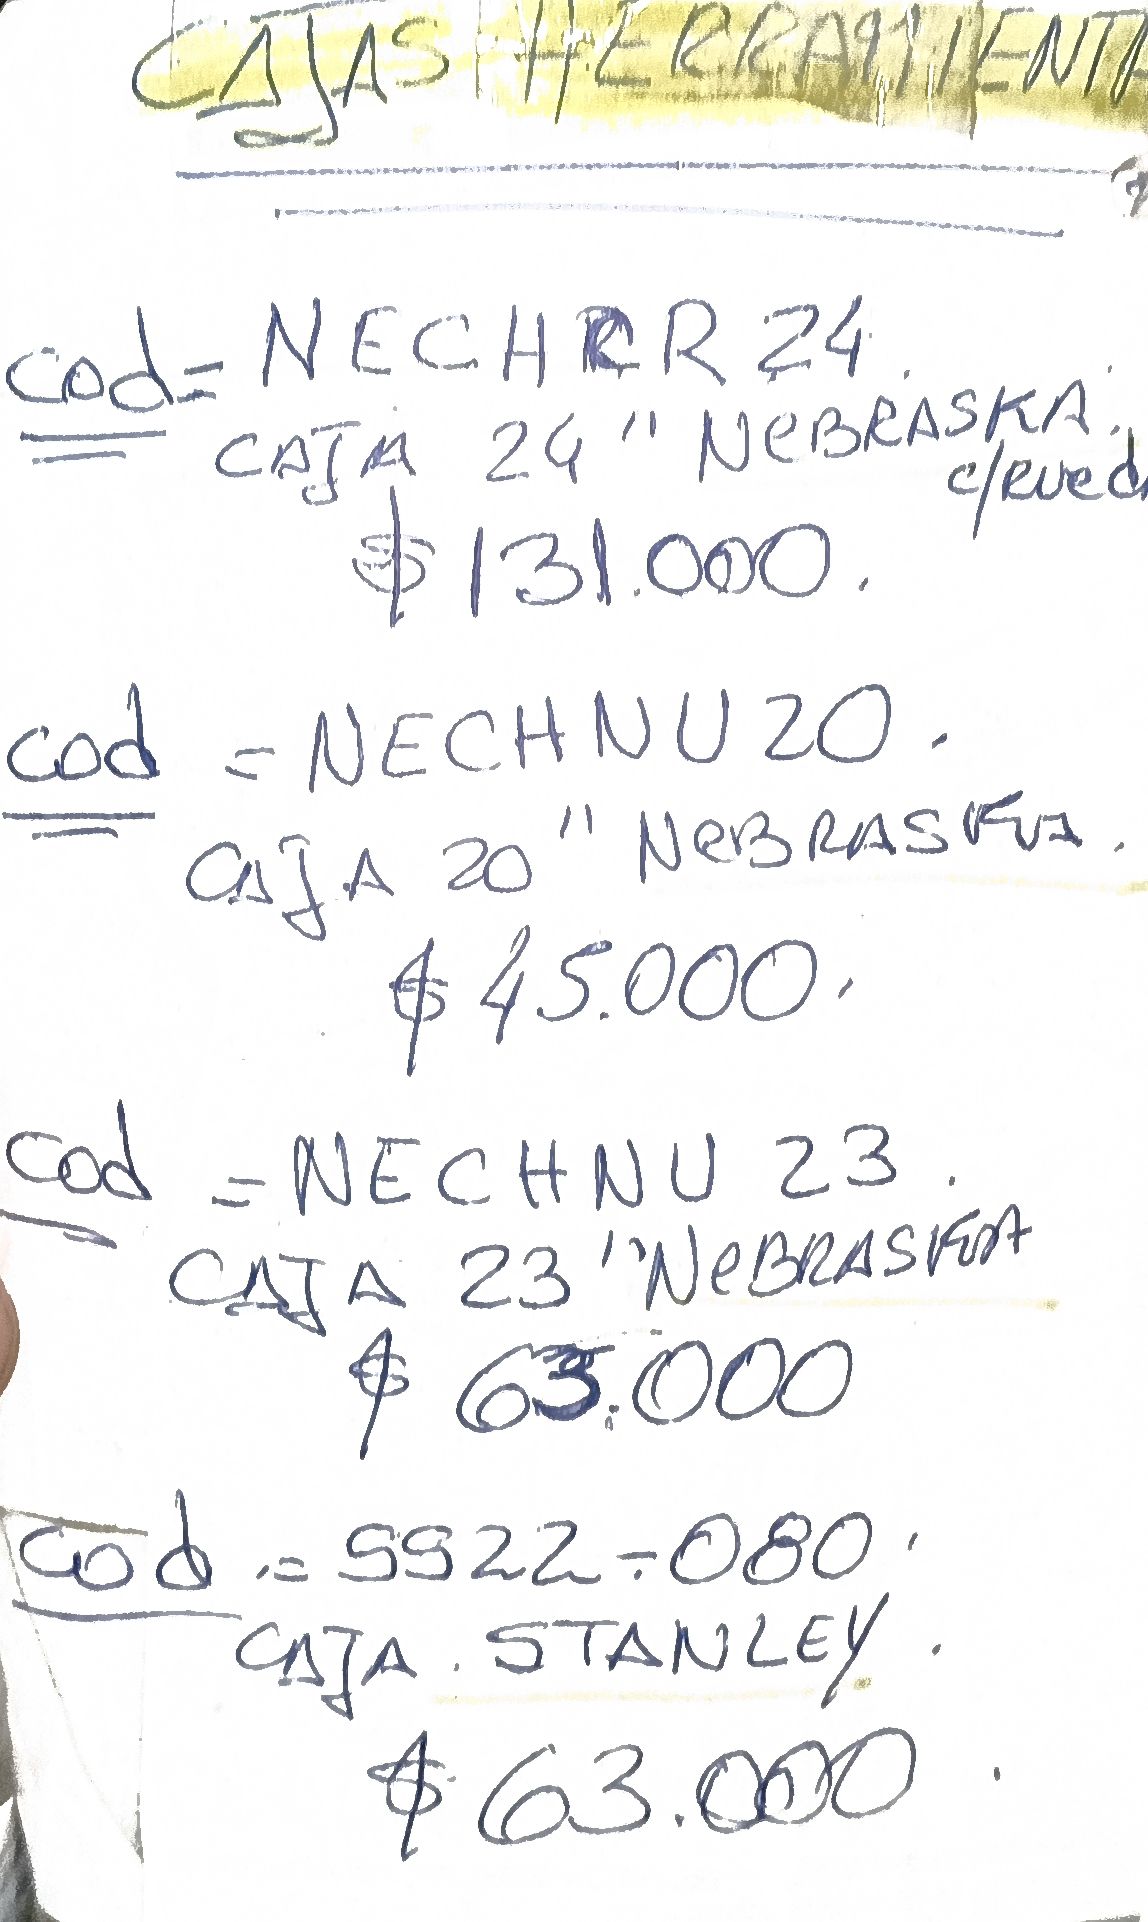 CAJAS HERRAMIENTA
cod = NECHCR 24.
CAJA 24" NeBRASKA.
c/Rued
$ 131.000.
cod = NECHNU 20.
CAJA 20" NeBRASKA.
$ 45.000.
cod = NECHNU 23.
CAJA 23" NeBRASKA
$ 63.000
cod = SS22-080.
CAJA. STANLEY.
$ 63.000.